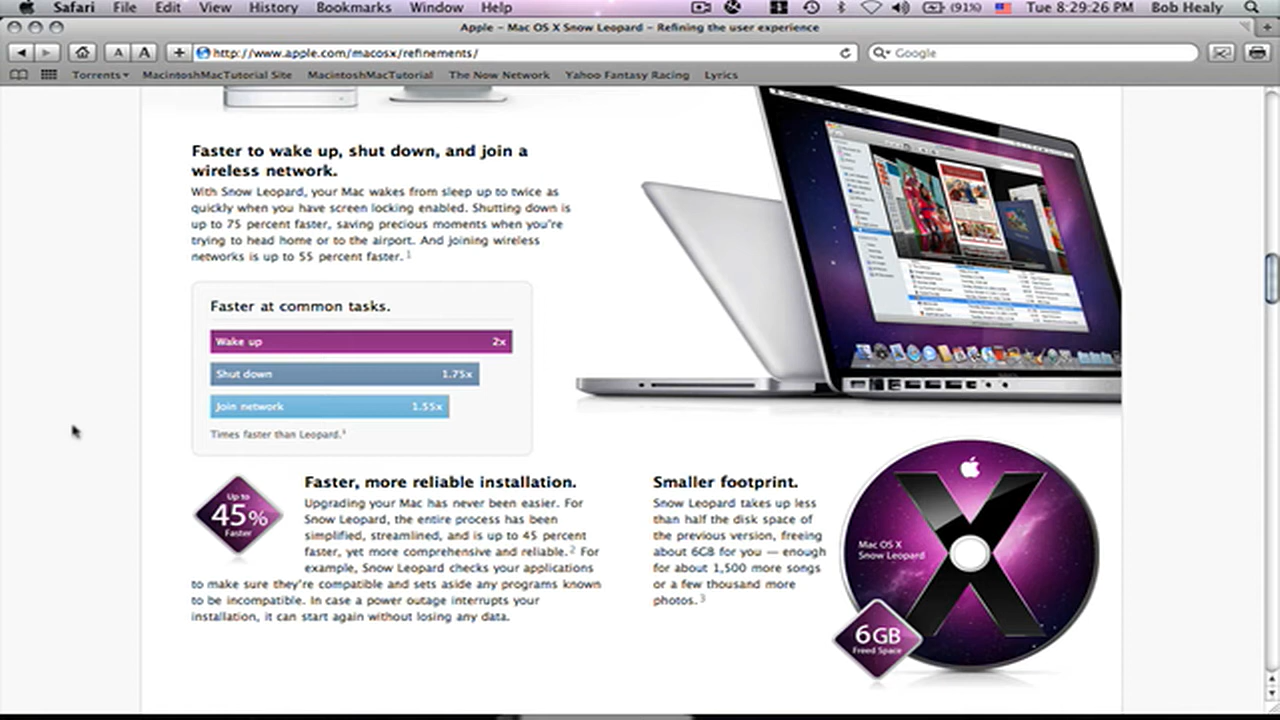 Safari File Edit View History Bookmarks Window Help (91%) Tue 8:29:26 PM Bob Healy
Apple – Mac OS X Snow Leopard – Refining the user experience
A A + http://www.apple.com/macosx/refinements/ Google
Torrents MacintoshMacTutorial Site MacintoshMacTutorial The Now Network Yahoo Fantasy Racing Lyrics
Faster to wake up, shut down, and join a
wireless network.
With Snow Leopard, your Mac wakes from sleep up to twice as
quickly when you have screen locking enabled. Shutting down is
up to 75 percent faster, saving precious moments when you're
trying to head home or to the airport. And joining wireless
networks is up to 55 percent faster. 1
Faster at common tasks.
Wake up 2x
Shut down 1.75x
Join network 1.55x
Times faster than Leopard.¹
Up to
45%
Faster
Faster, more reliable installation.
Upgrading your Mac has never been easier. For
Snow Leopard, the entire process has been
simplified, streamlined, and is up to 45 percent
faster, yet more comprehensive and reliable.² For
example, Snow Leopard checks your applications
to make sure they're compatible and sets aside any programs known
to be incompatible. In case a power outage interrupts your
installation, it can start again without losing any data.
Smaller footprint.
Snow Leopard takes up less
than half the disk space of
the previous version, freeing
about 6GB for you — enough
for about 1,500 more songs
or a few thousand more
photos.³
Mac OS X
Snow Leopard
6GB
Freed Space